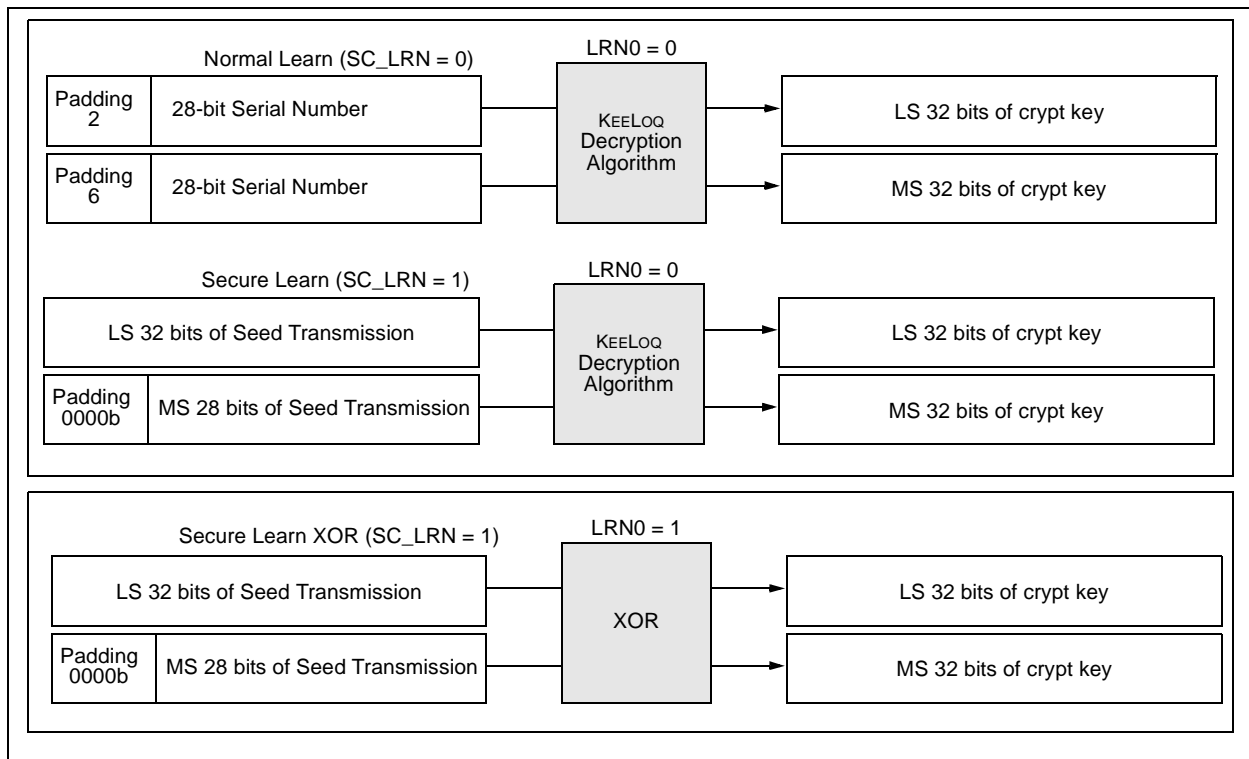 Normal Learn (SC_LRN = 0)
LRN0 = 0
Padding
2
28-bit Serial Number
KEELOQ
Decryption
Algorithm
LS 32 bits of crypt key
Padding
6
28-bit Serial Number
MS 32 bits of crypt key
Secure Learn (SC_LRN = 1)
LRN0 = 0
LS 32 bits of Seed Transmission
KEELOQ
Decryption
Algorithm
LS 32 bits of crypt key
Padding
0000b
MS 28 bits of Seed Transmission
MS 32 bits of crypt key
Secure Learn XOR (SC_LRN = 1)
LRN0 = 1
LS 32 bits of Seed Transmission
XOR
LS 32 bits of crypt key
Padding
0000b
MS 28 bits of Seed Transmission
MS 32 bits of crypt key